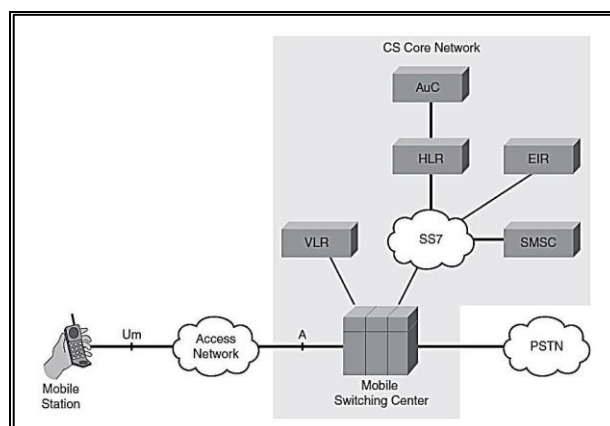 CS Core Network
AuC
HLR
EIR
VLR
SS7
SMSC
Um
Access
Network
A
PSTN
Mobile
Station
Mobile
Switching Center